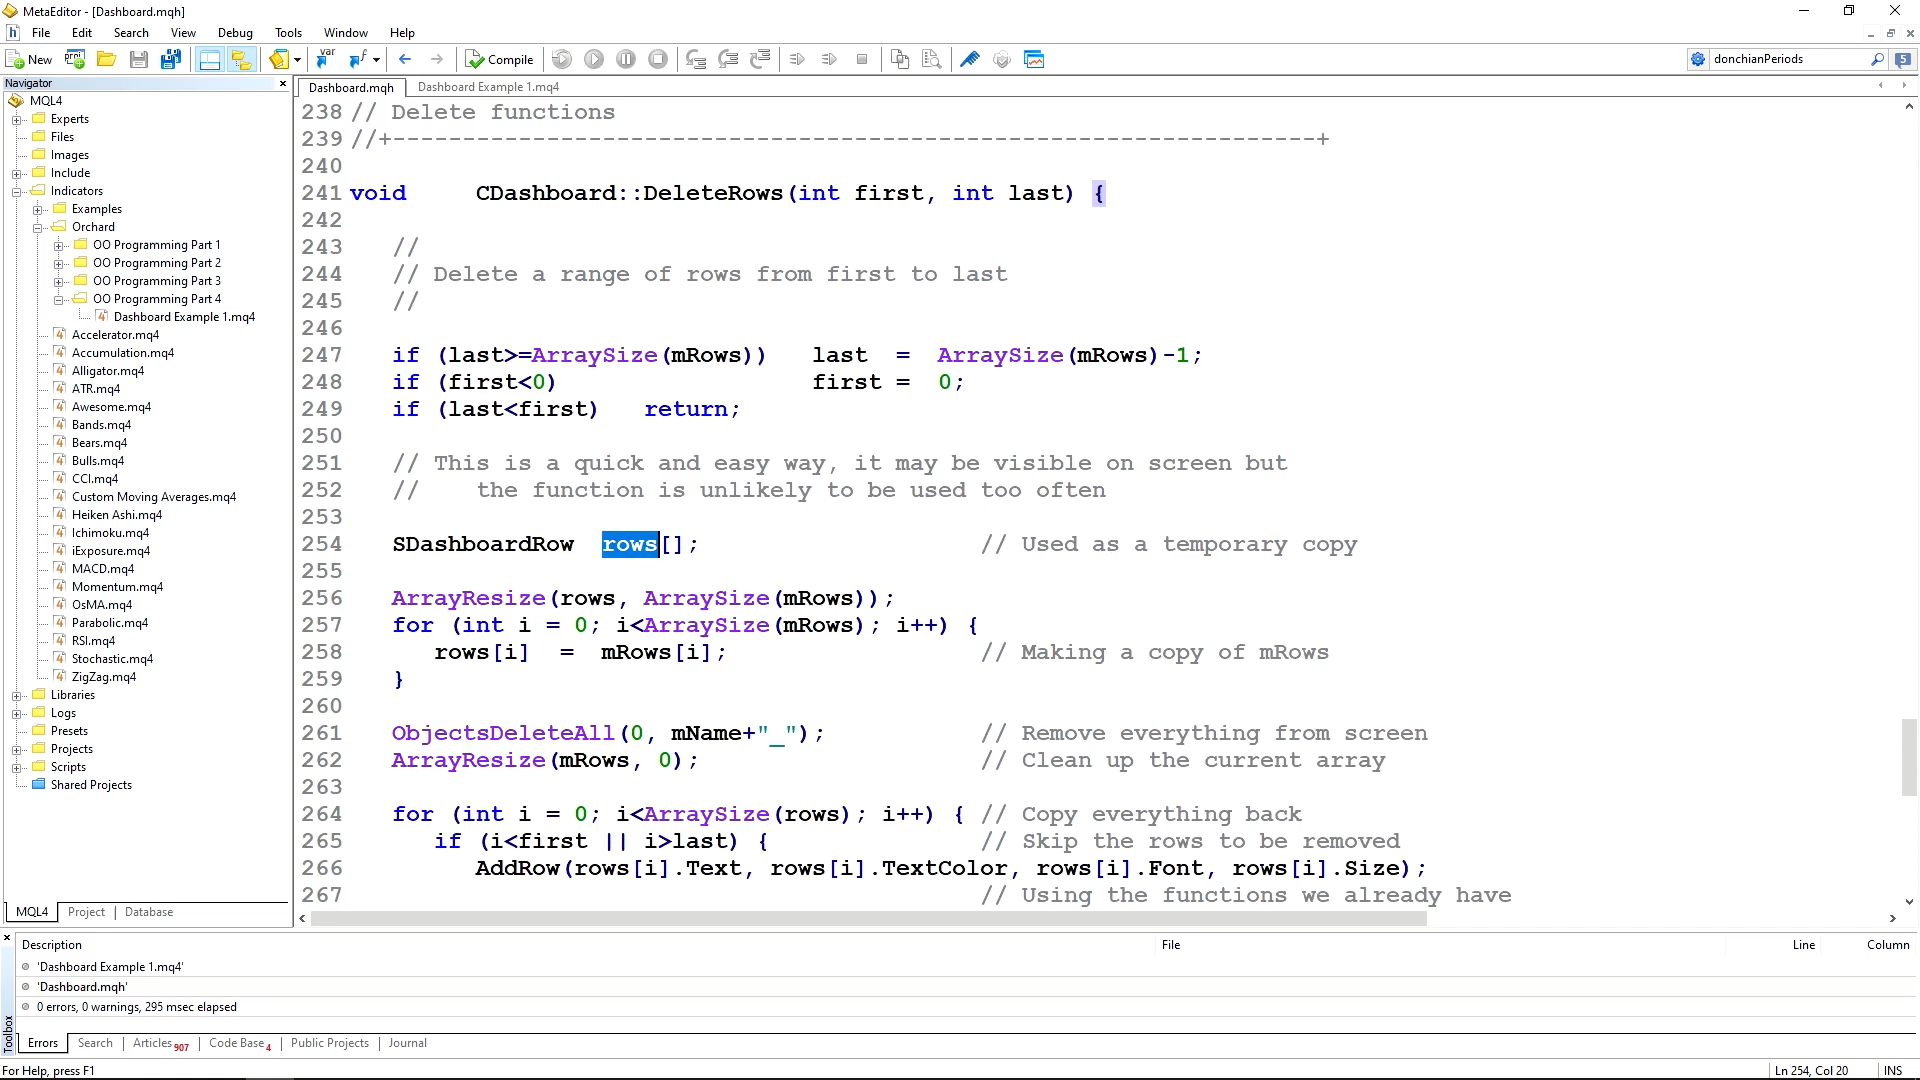 MetaEditor - [Dashboard.mqh]
File Edit Search View Debug Tools Window Help
New Compile donchianPeriods 5
Navigator
MQL4
Experts
Files
Images
Include
Indicators
Examples
Orchard
OO Programming Part 1
OO Programming Part 2
OO Programming Part 3
OO Programming Part 4
Dashboard Example 1.mq4
Accelerator.mq4
Accumulation.mq4
Alligator.mq4
ATR.mq4
Awesome.mq4
Bands.mq4
Bears.mq4
Bulls.mq4
CCI.mq4
Custom Moving Averages.mq4
Heiken Ashi.mq4
Ichimoku.mq4
iExposure.mq4
MACD.mq4
Momentum.mq4
OsMA.mq4
Parabolic.mq4
RSI.mq4
Stochastic.mq4
ZigZag.mq4
Libraries
Logs
Presets
Projects
Scripts
Shared Projects
MQL4 Project Database
Dashboard.mqh Dashboard Example 1.mq4
238 // Delete functions
239 //+------------------------------------------------------------------+
240
241 void CDashboard::DeleteRows(int first, int last) {
242
243 //
244 // Delete a range of rows from first to last
245 //
246
247 if (last>=ArraySize(mRows)) last = ArraySize(mRows)-1;
248 if (first<0) first = 0;
249 if (last<first) return;
250
251 // This is a quick and easy way, it may be visible on screen but
252 // the function is unlikely to be used too often
253
254 SDashboardRow rows[]; // Used as a temporary copy
255
256 ArrayResize(rows, ArraySize(mRows));
257 for (int i = 0; i<ArraySize(mRows); i++) {
258 rows[i] = mRows[i]; // Making a copy of mRows
259 }
260
261 ObjectsDeleteAll(0, mName+"_"); // Remove everything from screen
262 ArrayResize(mRows, 0); // Clean up the current array
263
264 for (int i = 0; i<ArraySize(rows); i++) { // Copy everything back
265 if (i<first || i>last) { // Skip the rows to be removed
266 AddRow(rows[i].Text, rows[i].TextColor, rows[i].Font, rows[i].Size);
267 // Using the functions we already have
Description File Line Column
'Dashboard Example 1.mq4'
'Dashboard.mqh'
0 errors, 0 warnings, 295 msec elapsed
Toolbox
Errors Search Articles 907 Code Base 4 Public Projects Journal
For Help, press F1 Ln 254, Col 20 INS